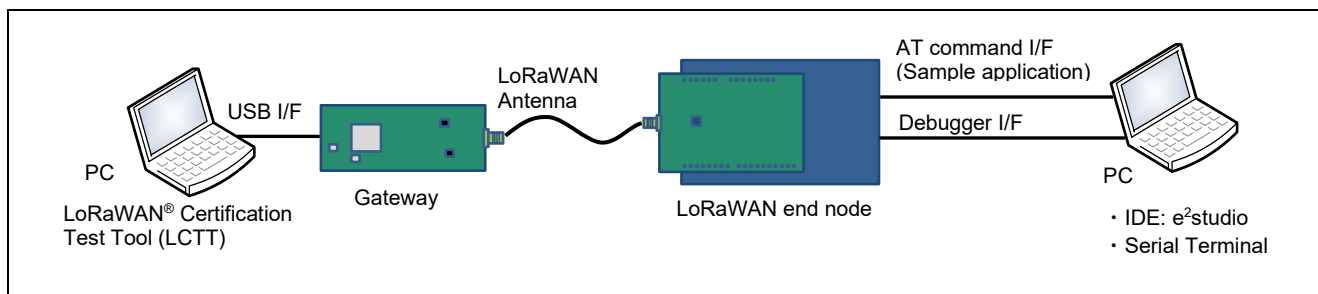 PC
LoRaWAN® Certification
Test Tool (LCTT)
USB I/F
Gateway
LoRaWAN
Antenna
LoRaWAN end node
AT command I/F
(Sample application)
Debugger I/F
PC
・IDE: e²studio
・Serial Terminal